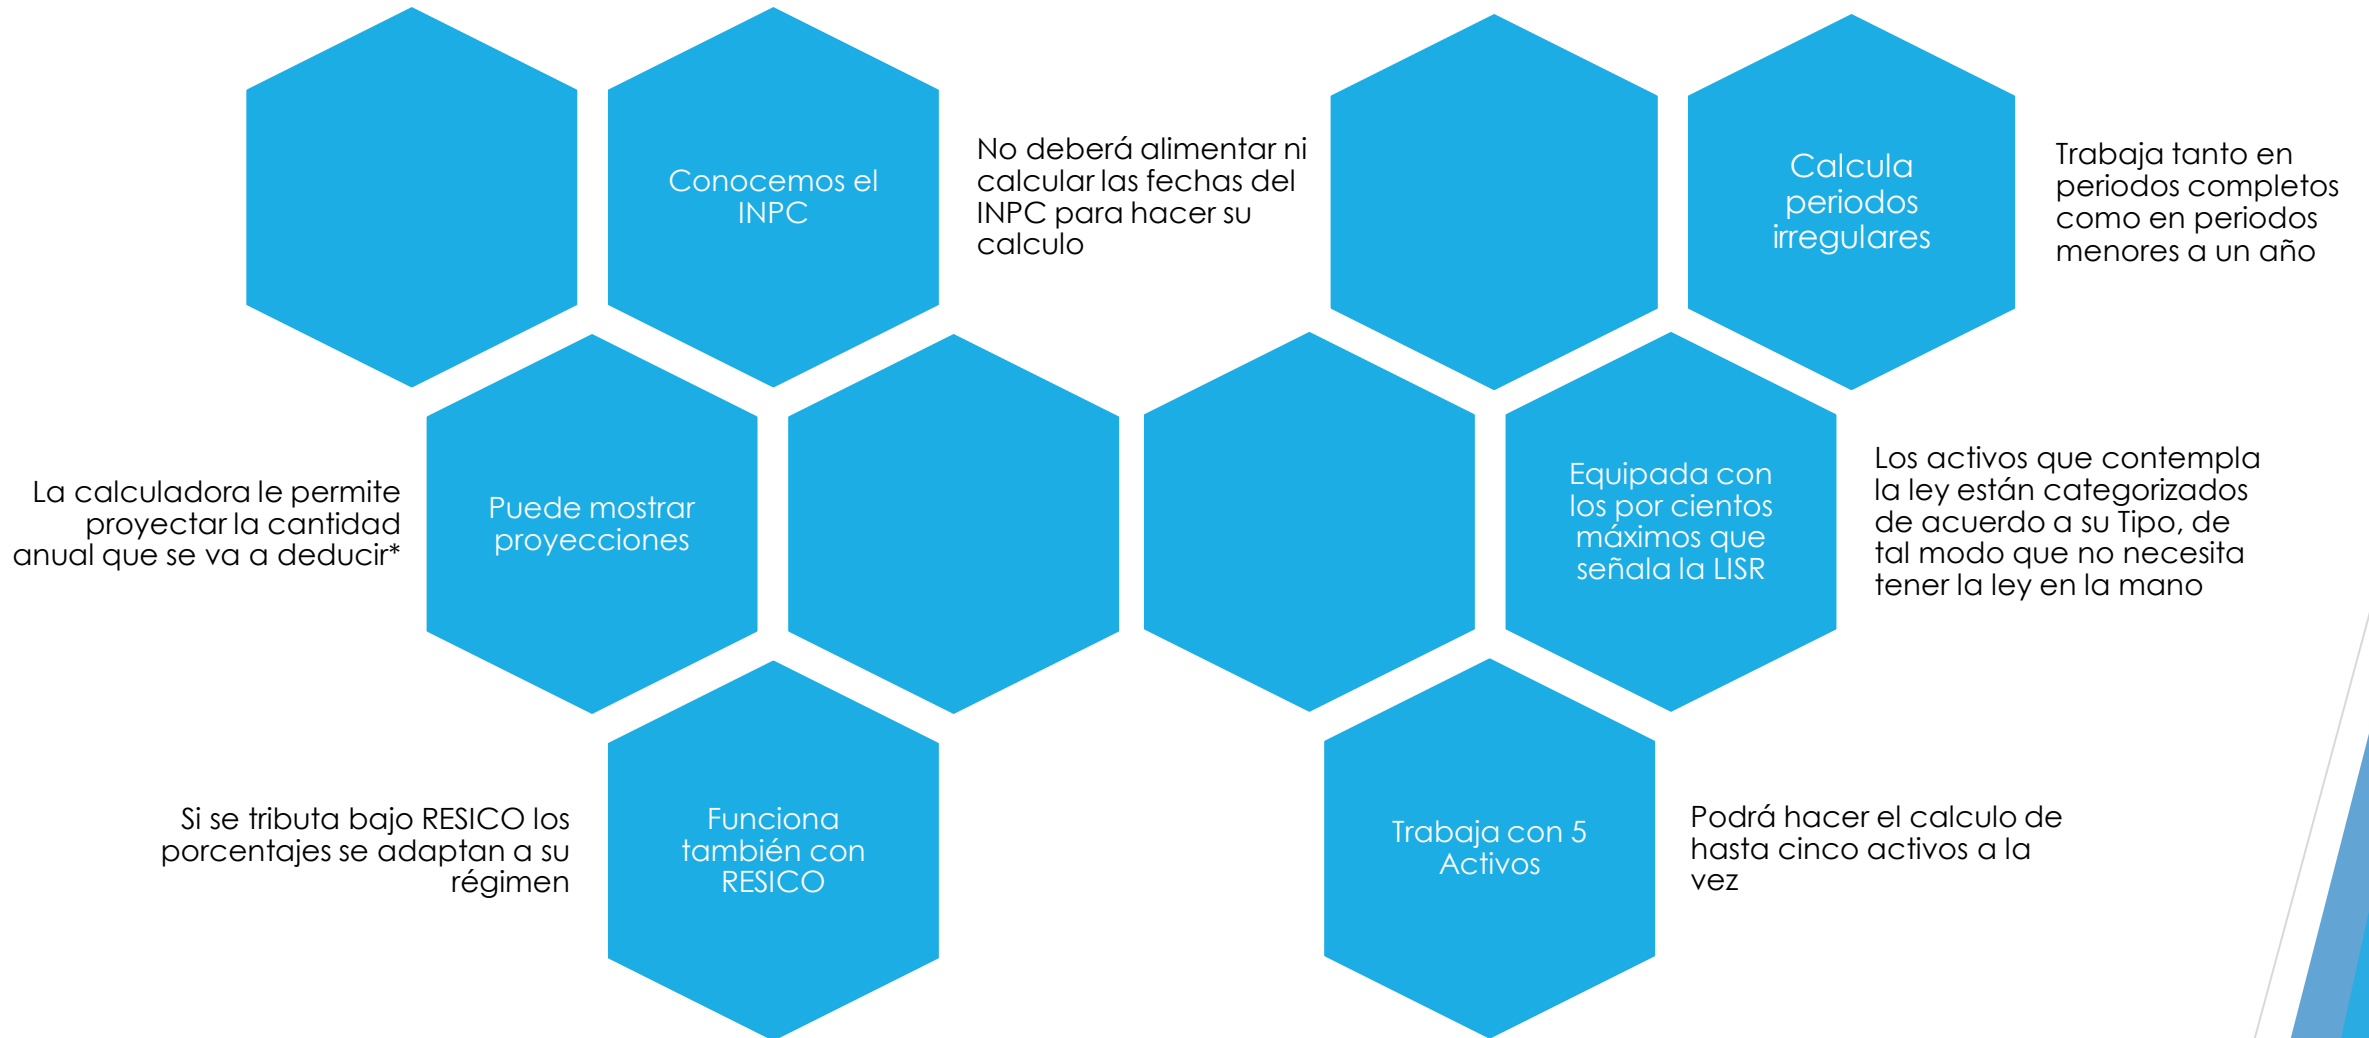 Conocemos el
INPC
No deberá alimentar ni
calcular las fechas del
INPC para hacer su
calculo
La calculadora le permite
proyectar la cantidad
anual que se va a deducir*
Puede mostrar
proyecciones
Si se tributa bajo RESICO los
porcentajes se adaptan a su
régimen
Funciona
también con
RESICO
Calcula
periodos
irregulares
Trabaja tanto en
periodos completos
como en periodos
menores a un año
Equipada con
los por cientos
máximos que
señala la LISR
Los activos que contempla
la ley están categorizados
de acuerdo a su Tipo, de
tal modo que no necesita
tener la ley en la mano
Trabaja con 5
Activos
Podrá hacer el calculo de
hasta cinco activos a la
vez